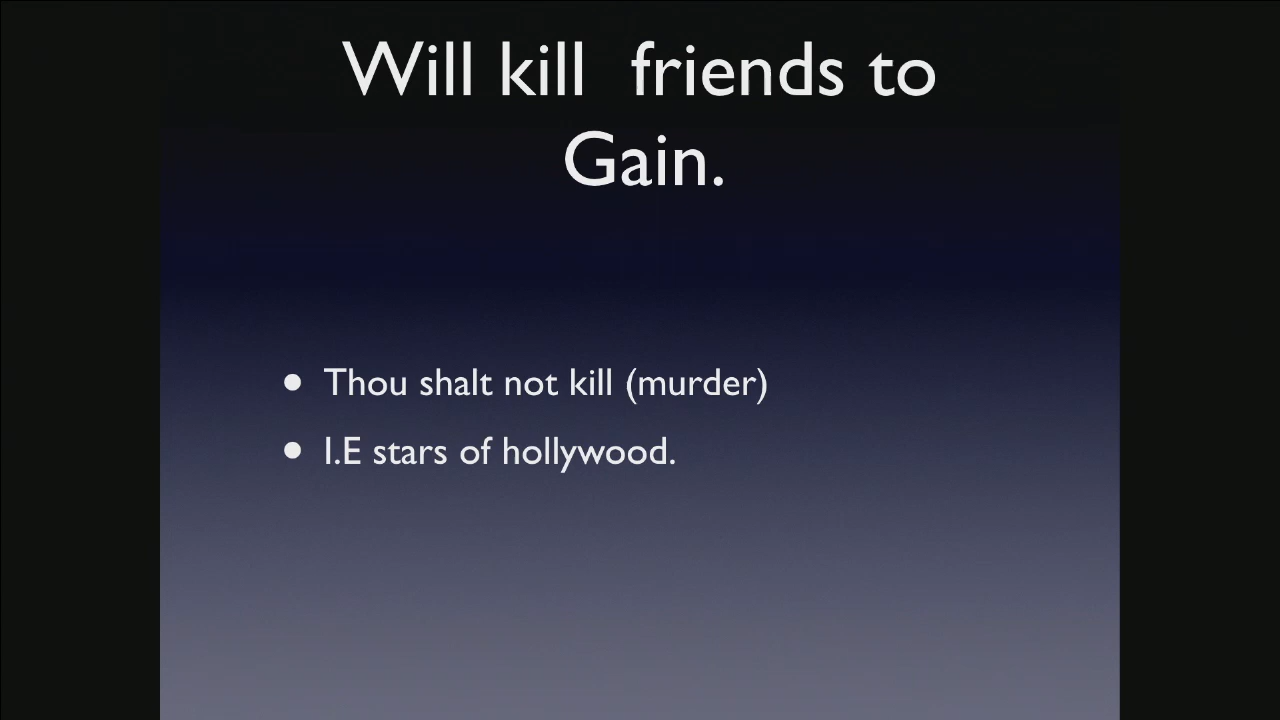 Will kill  friends to
Gain.
• Thou shalt not kill (murder)
• I.E stars of hollywood.